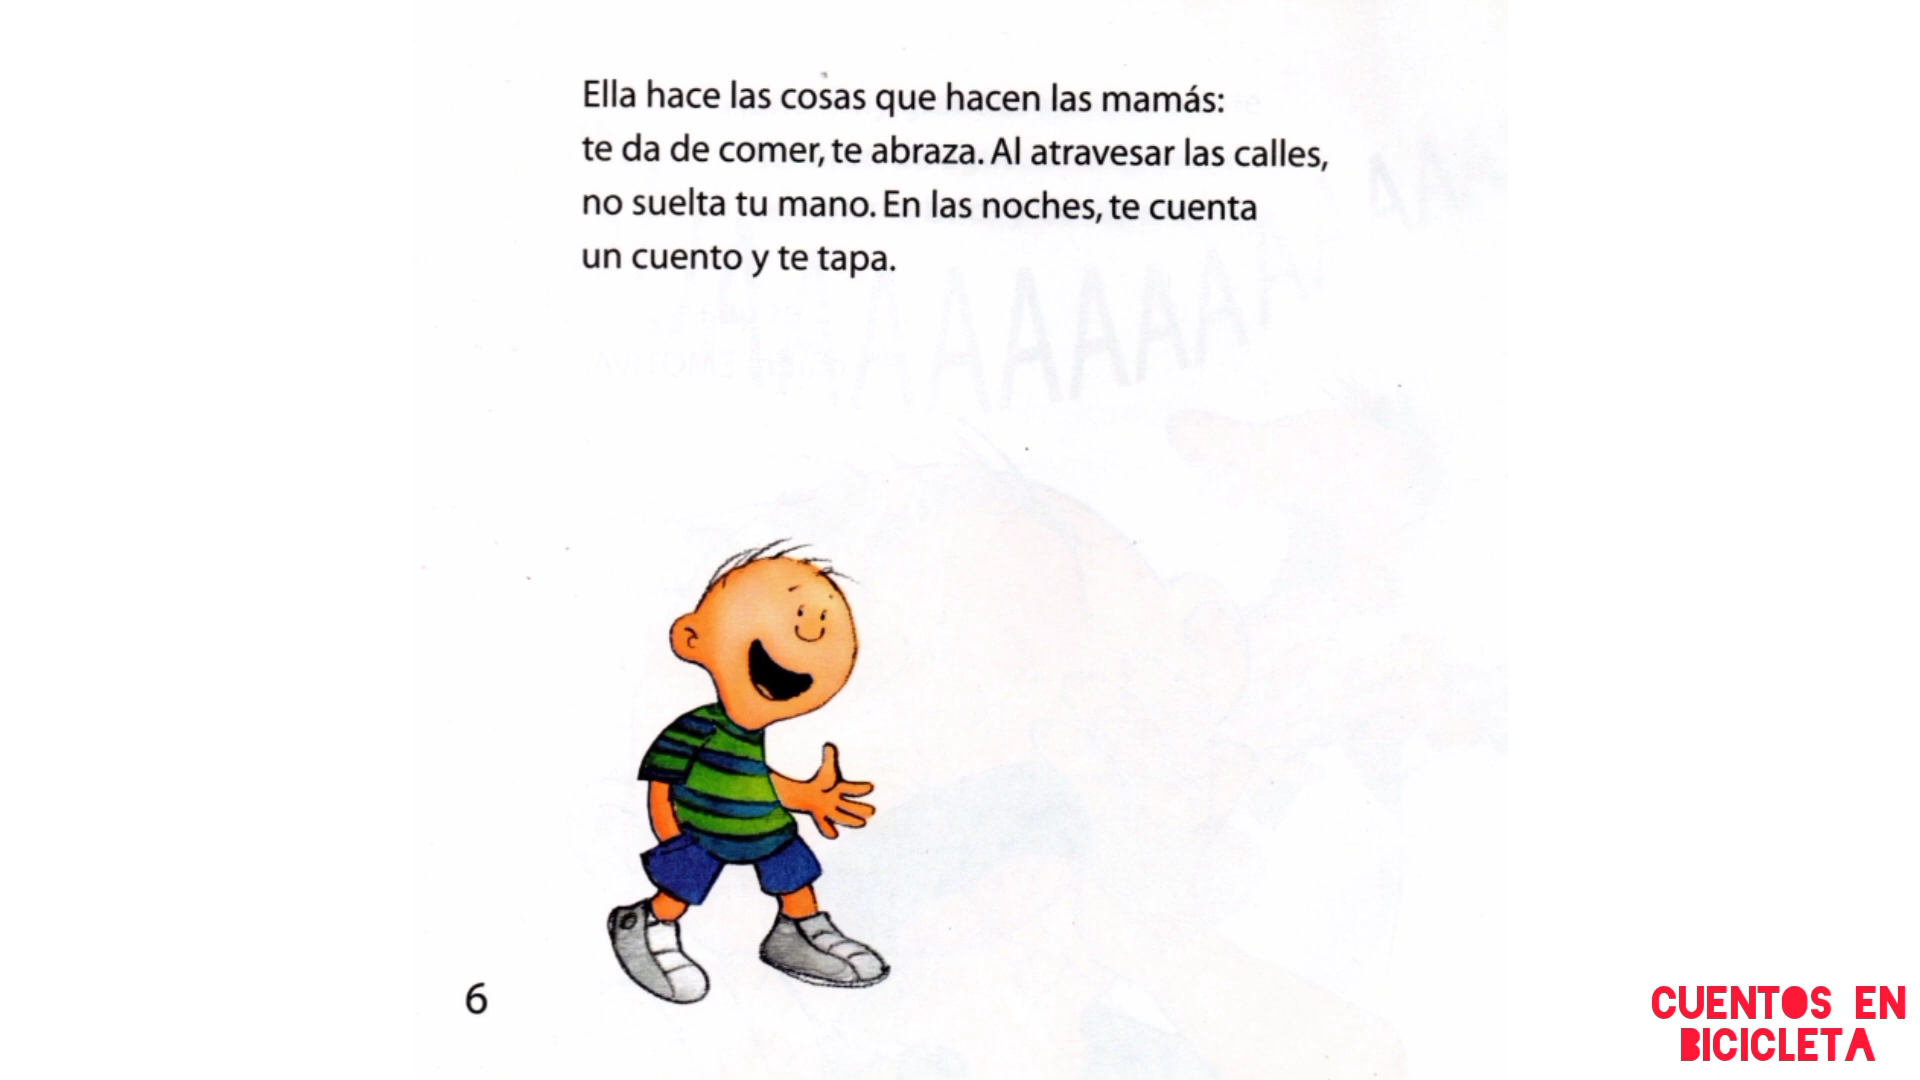 Ella hace las cosas que hacen las mamás:
te da de comer, te abraza. Al atravesar las calles,
no suelta tu mano. En las noches, te cuenta
un cuento y te tapa.
6
CUENTOS EN
BICICLETA